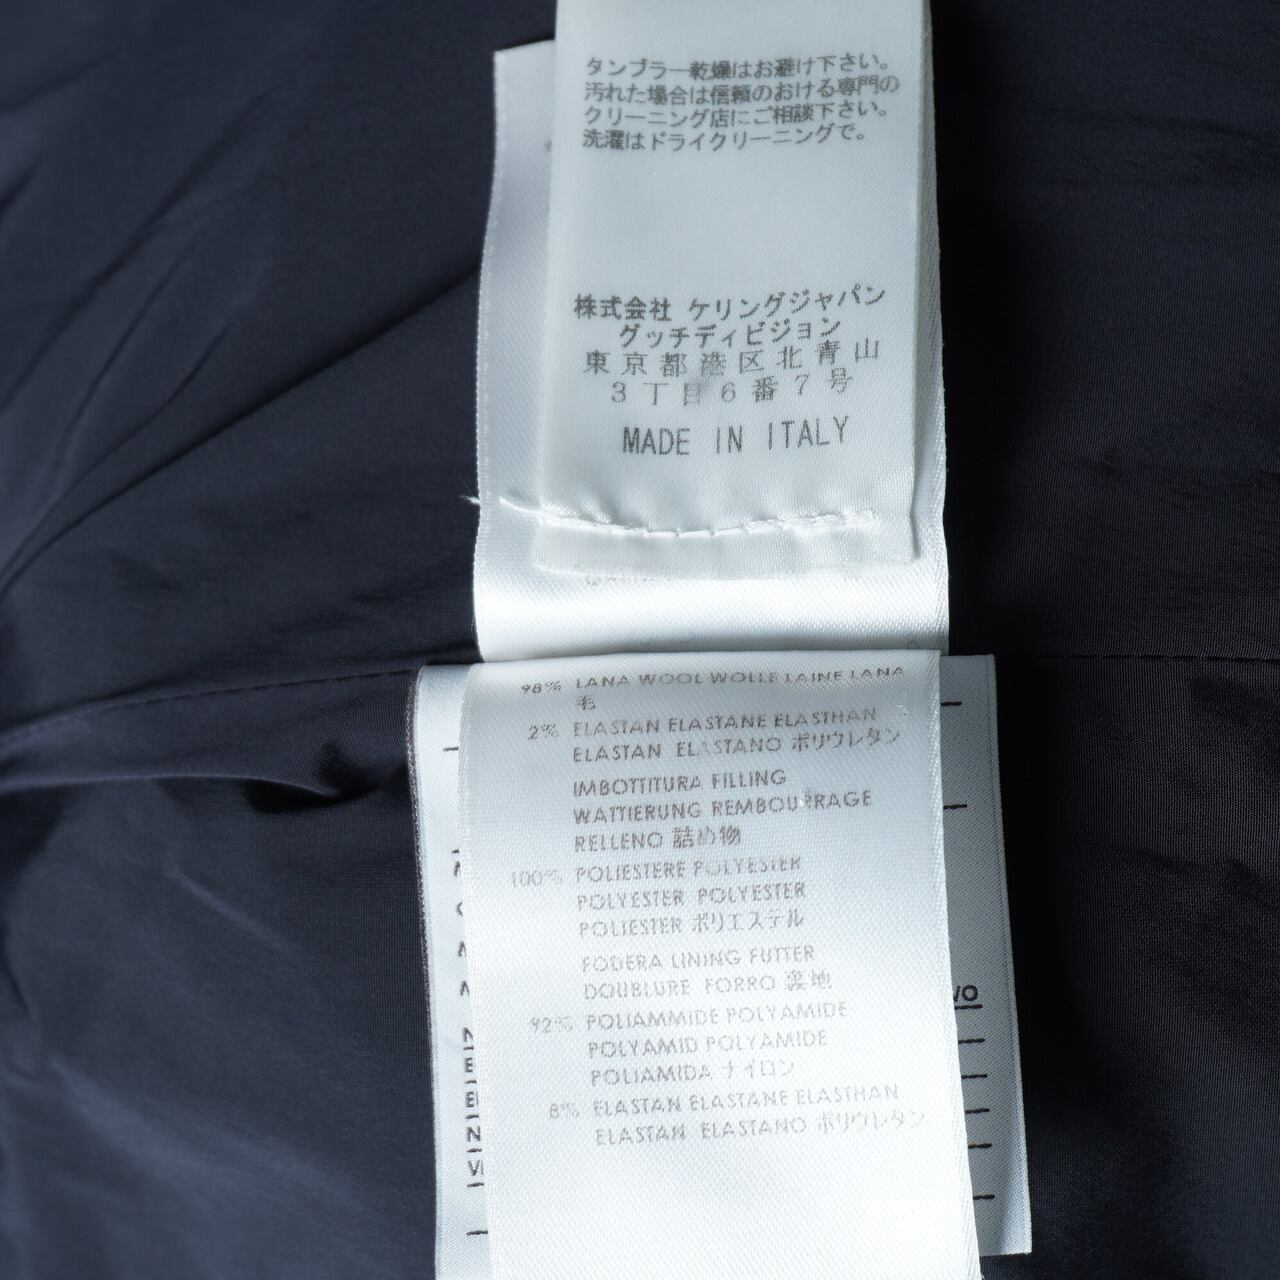 タンブラー乾燥はお避け下さい。
汚れた場合は信頼のおける専門の
クリーニング店にご相談下さい。
洗濯はドライクリーニングで。
株式会社 ケリングジャパン
グッチディビジョン
東京都港区北青山
3丁目6番7号
MADE IN ITALY
98% LANA WOOL WOLLE LAINE LANA
毛
2% ELASTAN ELASTANE ELASTHAN
ELASTAN ELASTANO ポリウレタン
IMBOTTITURA FILLING
WATTIERUNG REMBOURRAGE
RELLENO 詰め物
100% POLIESTERE POLYESTER
POLYESTER POLYESTER
POLIESTER ポリエステル
FODERA LINING FUTTER
DOUBLURE FORRO 裏地
92% POLIAMMIDE POLYAMIDE
POLYAMID POLYAMIDE
POLIAMIDA ナイロン
8% ELASTAN ELASTANE ELASTHAN
ELASTAN ELASTANO ポリウレタン